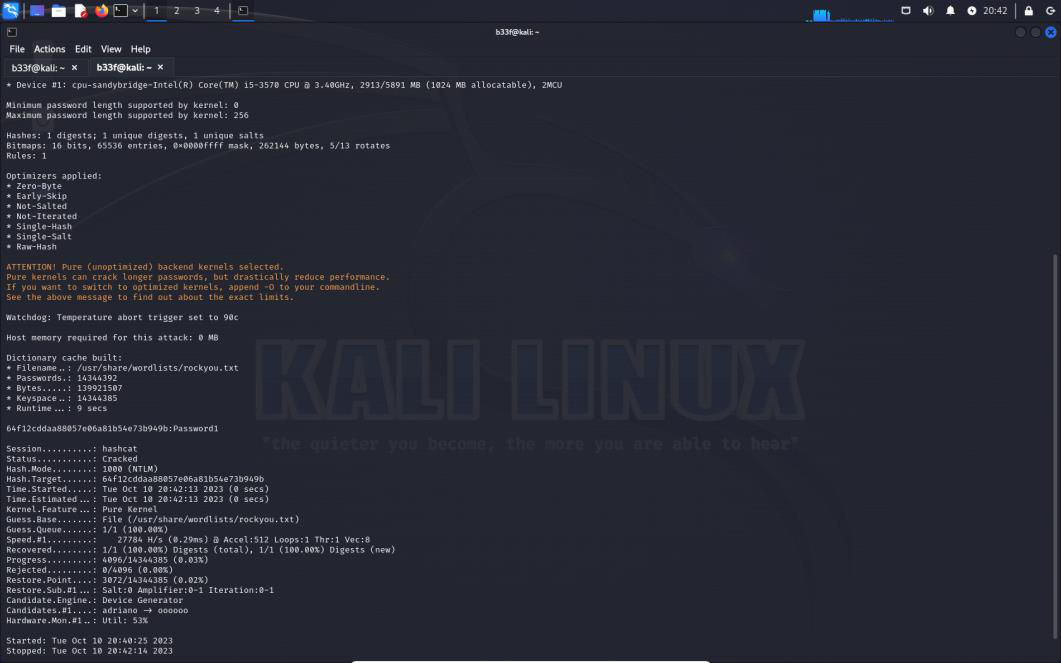 1 2 3 4 20:42
b33f@kali: ~
File Actions Edit View Help
b33f@kali: ~ × b33f@kali: ~ ×
* Device #1: cpu-sandybridge-Intel(R) Core(TM) i5-3570 CPU @ 3.40GHz, 2913/5891 MB (1024 MB allocatable), 2MCU
Minimum password length supported by kernel: 0
Maximum password length supported by kernel: 256
Hashes: 1 digests; 1 unique digests, 1 unique salts
Bitmaps: 16 bits, 65536 entries, 0×0000ffff mask, 262144 bytes, 5/13 rotates
Rules: 1
Optimizers applied:
* Zero-Byte
* Early-Skip
* Not-Salted
* Not-Iterated
* Single-Hash
* Single-Salt
* Raw-Hash
ATTENTION! Pure (unoptimized) backend kernels selected.
Pure kernels can crack longer passwords, but drastically reduce performance.
If you want to switch to optimized kernels, append -O to your commandline.
See the above message to find out about the exact limits.
Watchdog: Temperature abort trigger set to 90c
Host memory required for this attack: 0 MB
Dictionary cache built:
* Filename..: /usr/share/wordlists/rockyou.txt
* Passwords.: 14344392
* Bytes.....: 139921507
* Keyspace..: 14344385
* Runtime...: 9 secs
KALI LINUX
64f12cddaa88057e06a81b54e73b949b:Password1
"the quieter you become, the more you are able to hear"
Session..........: hashcat
Status...........: Cracked
Hash.Mode........: 1000 (NTLM)
Hash.Target......: 64f12cddaa88057e06a81b54e73b949b
Time.Started.....: Tue Oct 10 20:42:13 2023 (0 secs)
Time.Estimated...: Tue Oct 10 20:42:13 2023 (0 secs)
Kernel.Feature...: Pure Kernel
Guess.Base.......: File (/usr/share/wordlists/rockyou.txt)
Guess.Queue......: 1/1 (100.00%)
Speed.#1.........: 27784 H/s (0.29ms) @ Accel:512 Loops:1 Thr:1 Vec:8
Recovered........: 1/1 (100.00%) Digests (total), 1/1 (100.00%) Digests (new)
Progress.........: 4096/14344385 (0.03%)
Rejected.........: 0/4096 (0.00%)
Restore.Point....: 3072/14344385 (0.02%)
Restore.Sub.#1...: Salt:0 Amplifier:0-1 Iteration:0-1
Candidate.Engine.: Device Generator
Candidates.#1....: adriano → oooooo
Hardware.Mon.#1..: Util: 53%
Started: Tue Oct 10 20:40:25 2023
Stopped: Tue Oct 10 20:42:14 2023